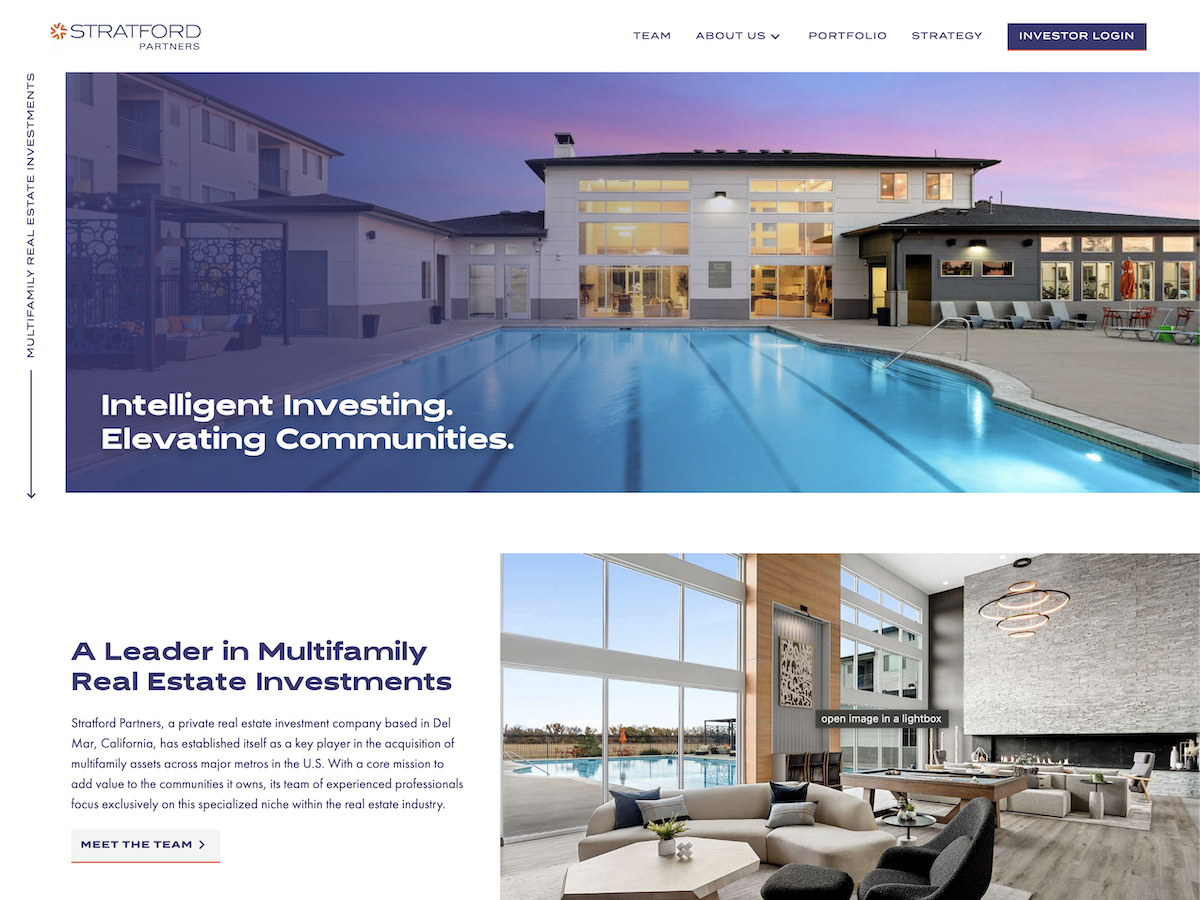 STRATFORD
PARTNERS
TEAM
ABOUT US
PORTFOLIO
STRATEGY
INVESTOR LOGIN
MULTIFAMILY REAL ESTATE INVESTMENTS
Intelligent Investing.
Elevating Communities.
A Leader in Multifamily
Real Estate Investments
Stratford Partners, a private real estate investment company based in Del
Mar, California, has established itself as a key player in the acquisition of
multifamily assets across major metros in the U.S. With a core mission to
add value to the communities it owns, its team of experienced professionals
focus exclusively on this specialized niche within the real estate industry.
MEET THE TEAM
open image in a lightbox